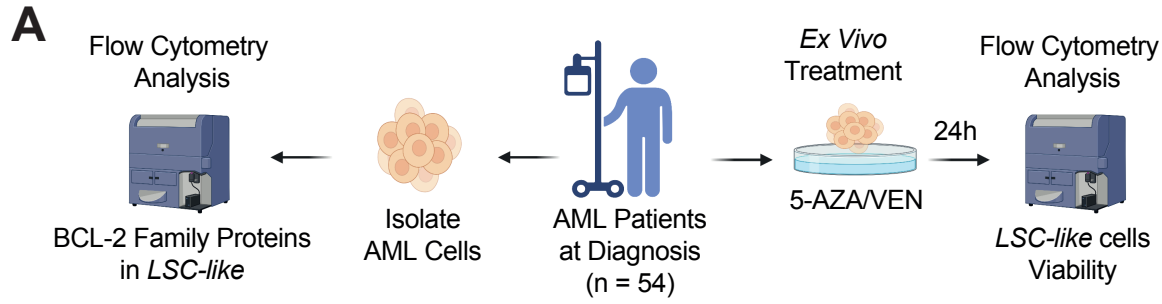 A
Flow Cytometry
Analysis
BCL-2 Family Proteins
in LSC-like
Isolate
AML Cells
AML Patients
at Diagnosis
(n = 54)
Ex Vivo
Treatment
5-AZA/VEN
24h
Flow Cytometry
Analysis
LSC-like cells
Viability